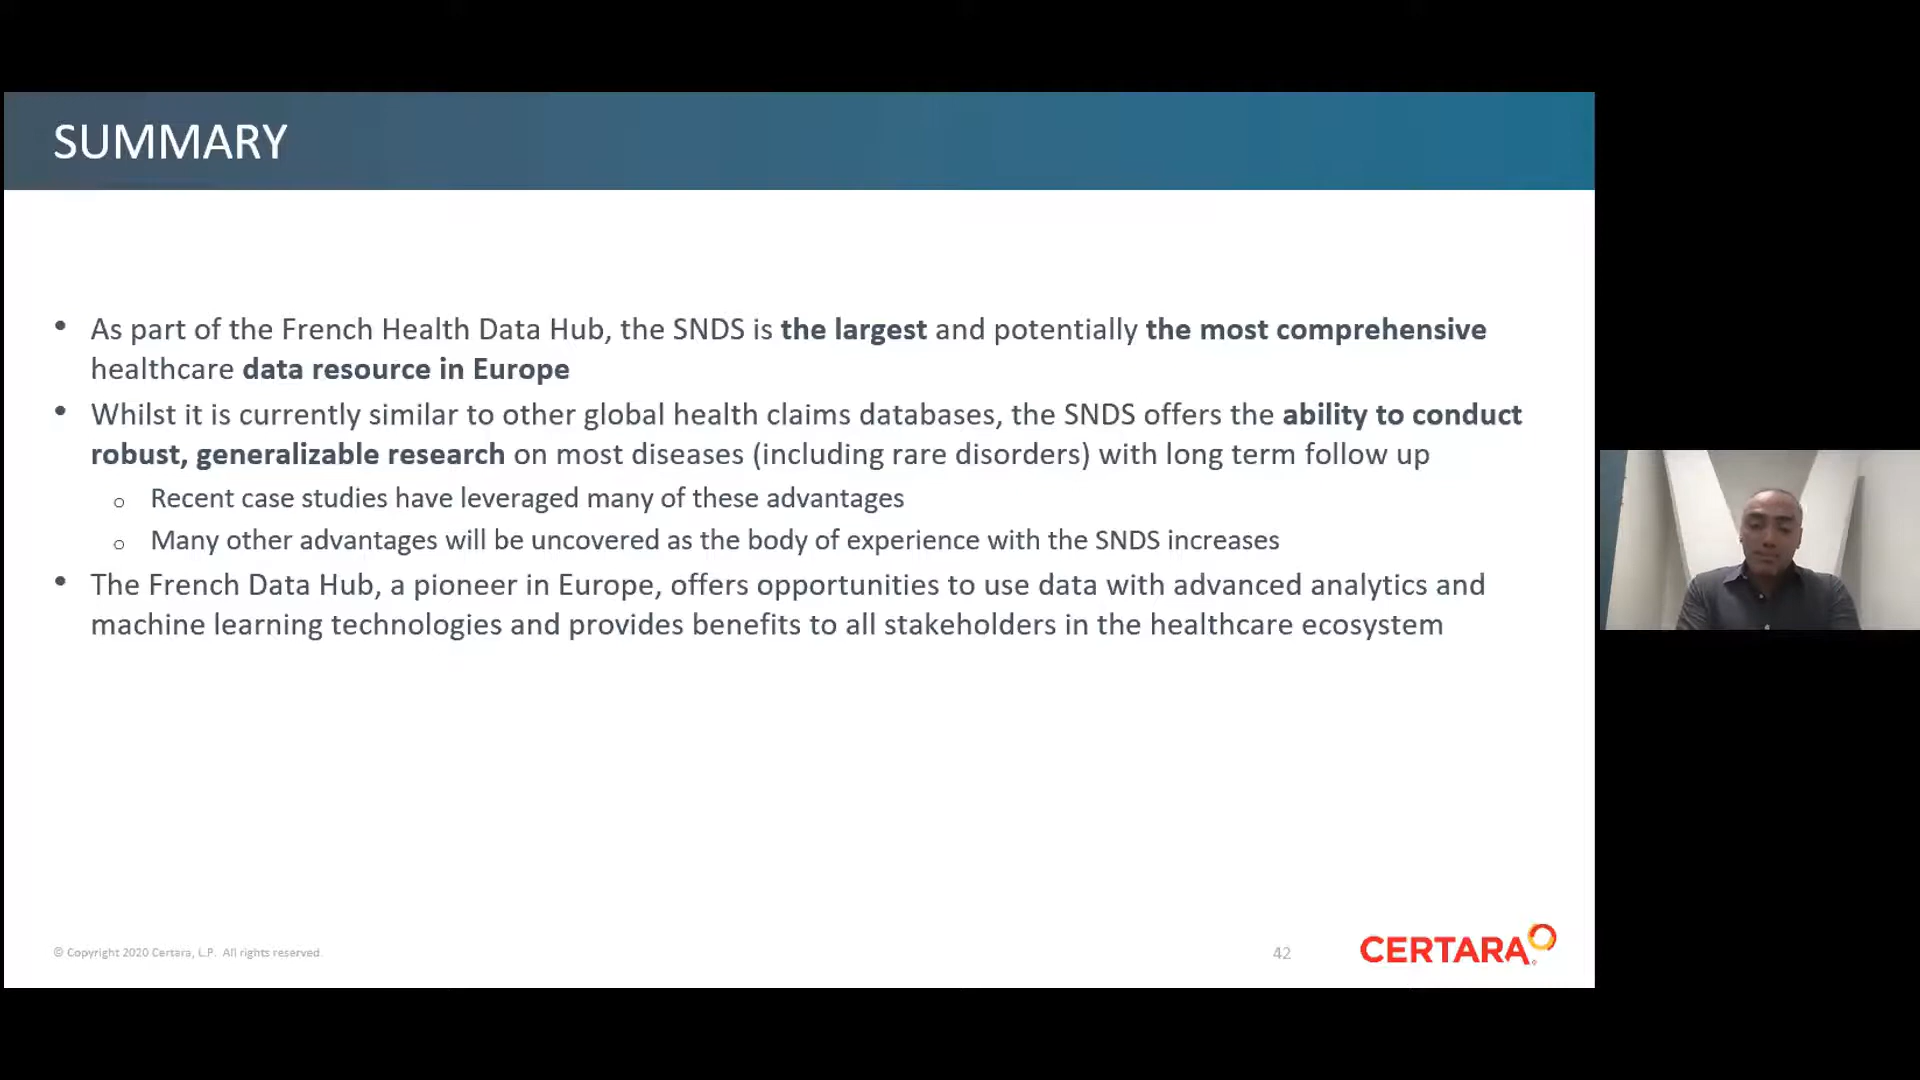 SUMMARY
• As part of the French Health Data Hub, the SNDS is the largest and potentially the most comprehensive
healthcare data resource in Europe
• Whilst it is currently similar to other global health claims databases, the SNDS offers the ability to conduct
robust, generalizable research on most diseases (including rare disorders) with long term follow up
o Recent case studies have leveraged many of these advantages
o Many other advantages will be uncovered as the body of experience with the SNDS increases
• The French Data Hub, a pioneer in Europe, offers opportunities to use data with advanced analytics and
machine learning technologies and provides benefits to all stakeholders in the healthcare ecosystem
© Copyright 2020 Certara, L.P. All rights reserved.
42
CERTARA